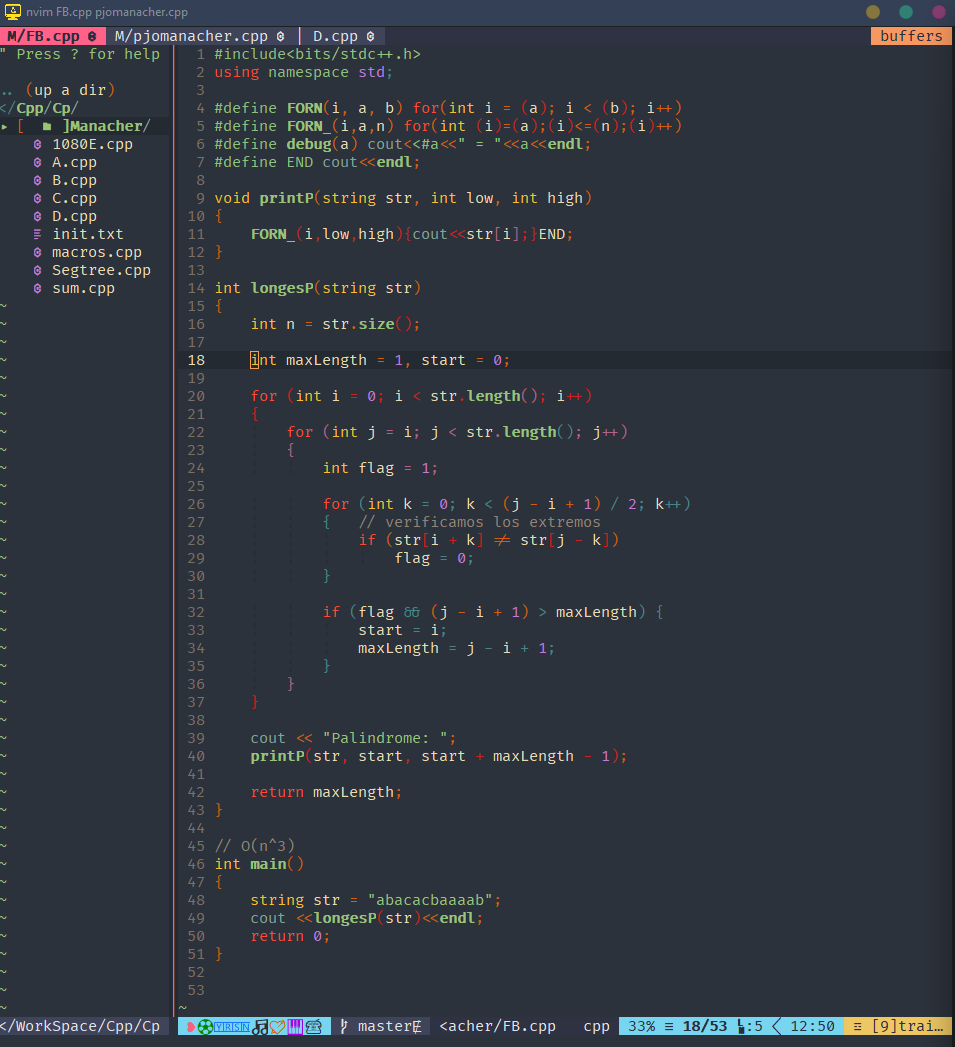 nvim FB.cpp pjomanacher.cpp
M/FB.cpp M/pjomanacher.cpp | D.cpp buffers
" Press ? for help
.. (up a dir)
</Cpp/Cp/
▸ [ ]Manacher/
1080E.cpp
A.cpp
B.cpp
C.cpp
D.cpp
init.txt
macros.cpp
Segtree.cpp
sum.cpp
1 #include<bits/stdc++.h>
2 using namespace std;
3
4 #define FORN(i, a, b) for(int i = (a); i < (b); i++)
5 #define FORN_(i,a,n) for(int (i)=(a);(i)<=(n);(i)++)
6 #define debug(a) cout<<#a<<" = "<<a<<endl;
7 #define END cout<<endl;
8
9 void printP(string str, int low, int high)
10 {
11     FORN_(i,low,high){cout<<str[i];}END;
12 }
13
14 int longesP(string str)
15 {
16     int n = str.size();
17
18     int maxLength = 1, start = 0;
19
20     for (int i = 0; i < str.length(); i++)
21     {
22         for (int j = i; j < str.length(); j++)
23         {
24             int flag = 1;
25
26             for (int k = 0; k < (j - i + 1) / 2; k++)
27             {   // verificamos los extremos
28                 if (str[i + k] != str[j - k])
29                     flag = 0;
30             }
31
32             if (flag && (j - i + 1) > maxLength) {
33                 start = i;
34                 maxLength = j - i + 1;
35             }
36         }
37     }
38
39     cout << "Palindrome: ";
40     printP(str, start, start + maxLength - 1);
41
42     return maxLength;
43 }
44
45 // O(n^3)
46 int main()
47 {
48     string str = "abacacbaaaab";
49     cout <<longesP(str)<<endl;
50     return 0;
51 }
52
53
</WorkSpace/Cpp/Cp master <acher/FB.cpp cpp 33% ≡ 18/53 :5 < 12:50 [9]trai…